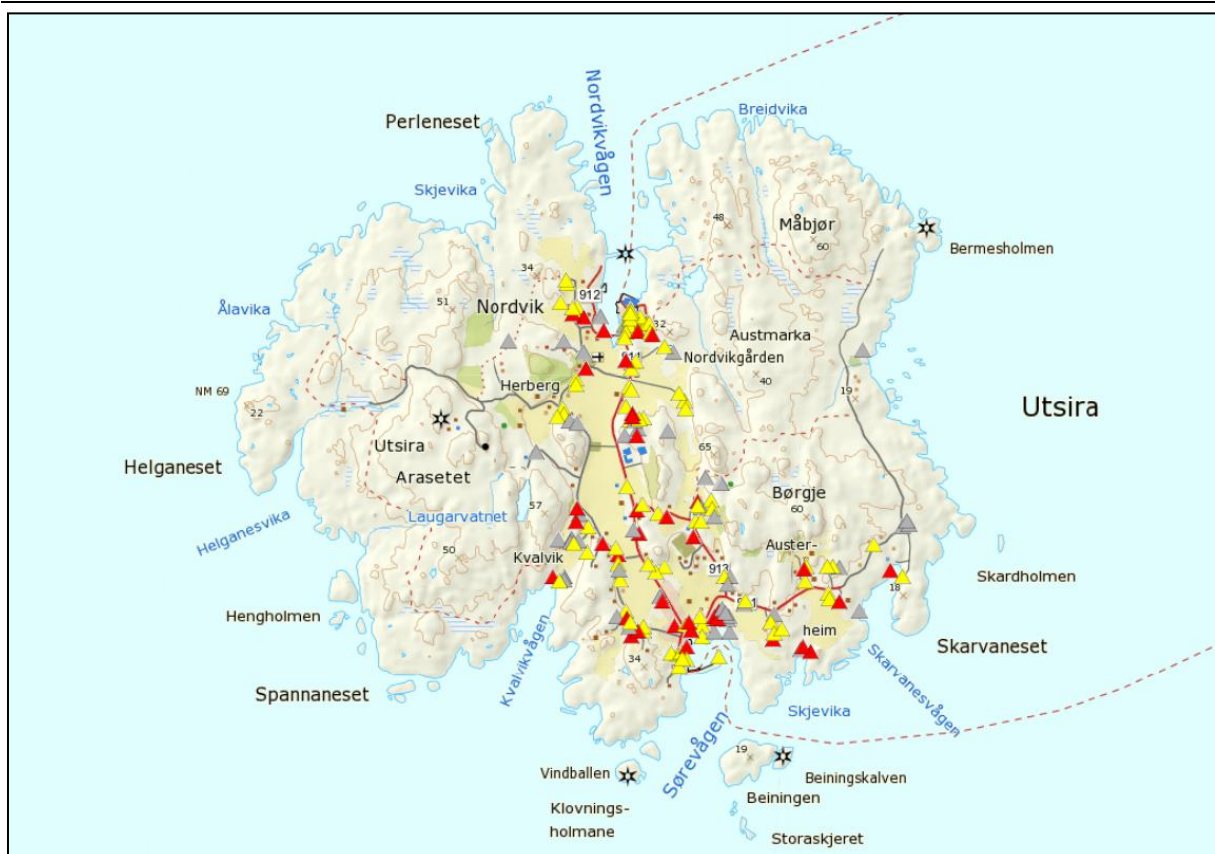 Nordvikvågen
Breidvika
Perleneset
Skjevika
48
Måbjør
60
Bermesholmen
34
912
Nordvik
51
Ålavika
32
Austmarka
911
Nordvikgården
Herberg
40
NM 69
22
19
Utsira
Utsira
65
Helganeset
Arasetet
Børgje
57
Laugarvatnet
60
Helganesvika
50
Kvalvik
Auster-
913
Skardholmen
18
Hengholmen
heim
Skarvaneset
34
Spannaneset
Kvalvikvågen
Skarvanesvågen
Skjevika
Sørevågen
19
Vindballen
Beiningskalven
Beiningen
Klovnings-
holmane
Storaskjeret